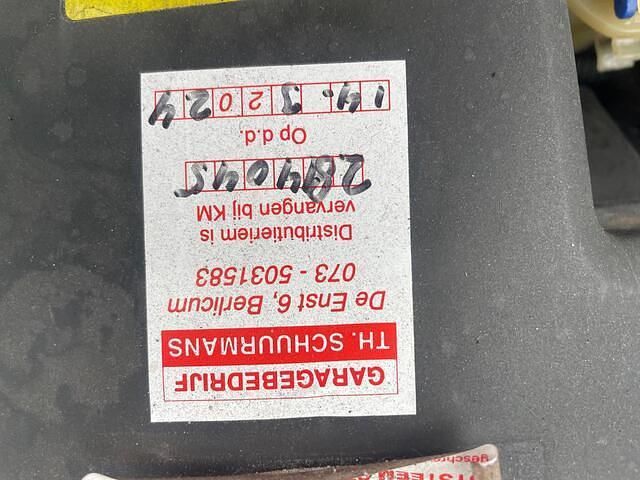 GARAGEBEDRIJF
TH. SCHUURMANS
De Enst 6, Berlicum
073 - 5031583
Distributieriem is
vervangen bij KM
284045
Op d.d.
14.3 2024